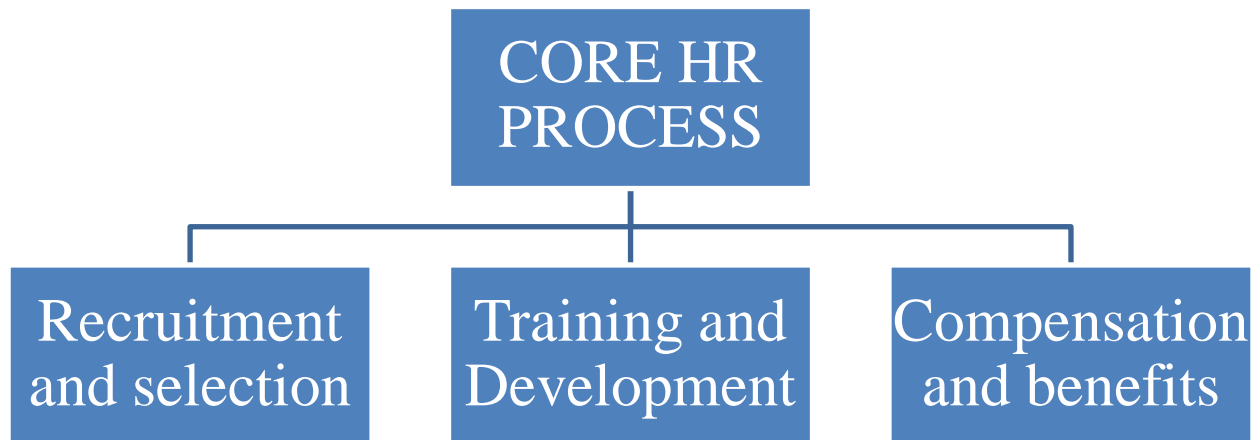 CORE HR
PROCESS
Recruitment
and selection
Training and
Development
Compensation
and benefits